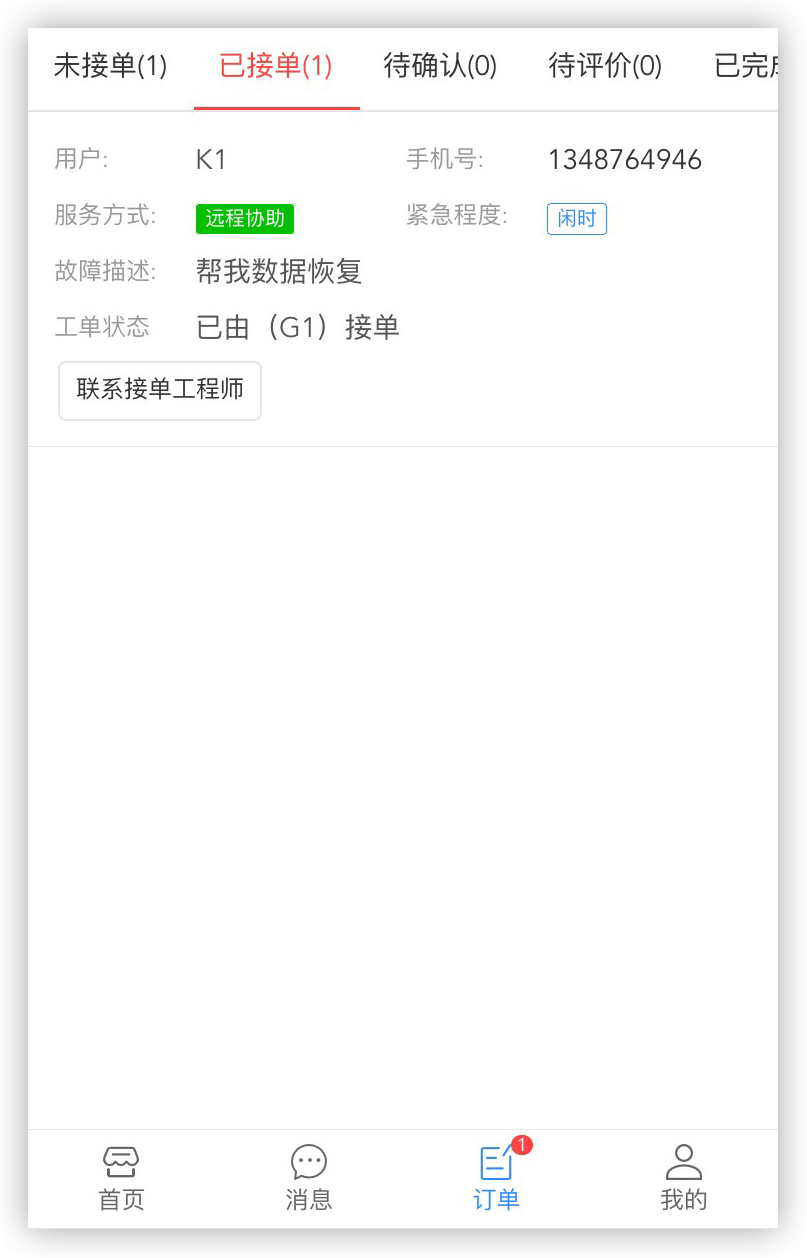 未接单(1) 已接单(1) 待确认(0) 待评价(0) 已完
用户: K1 手机号: 1348764946
服务方式: 远程协助 紧急程度: 闲时
故障描述: 帮我数据恢复
工单状态 已由（G1）接单
联系接单工程师
1
首页 消息 订单 我的